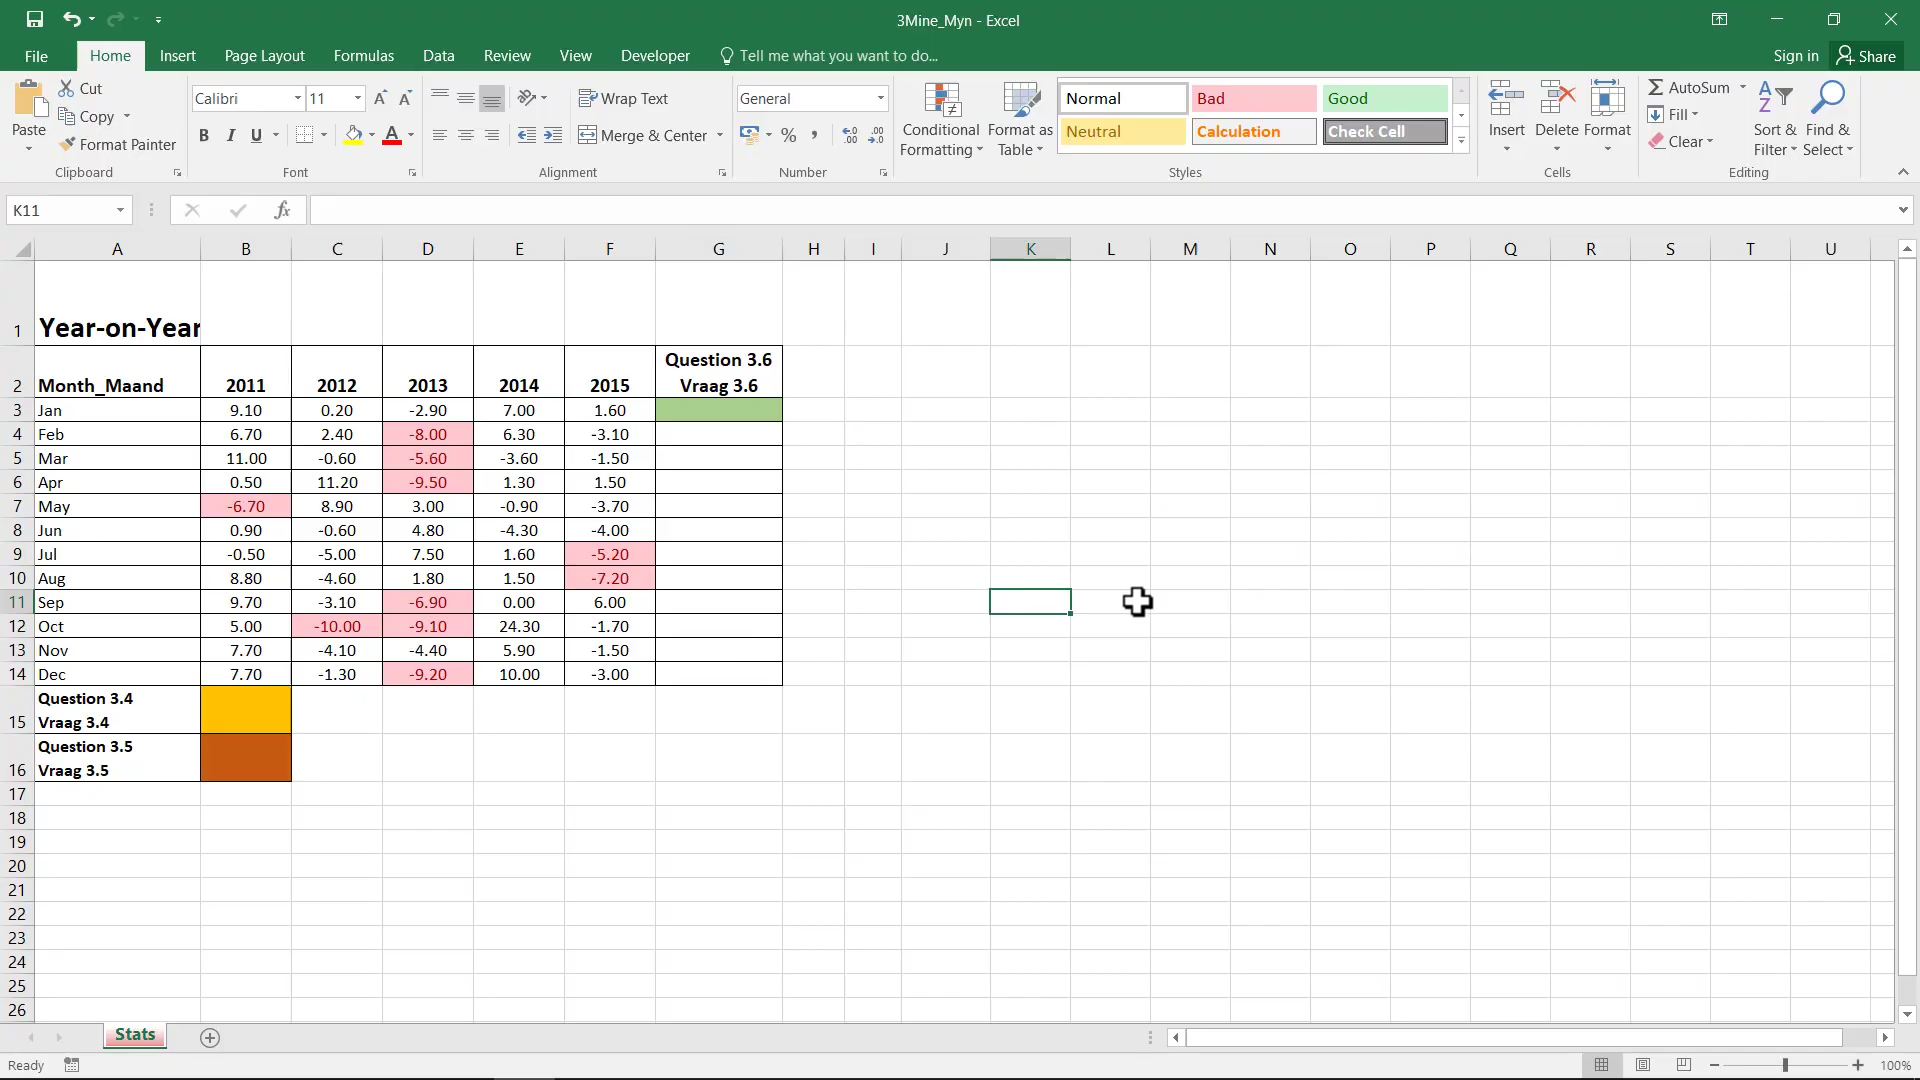 3Mine_Myn - Excel
File Home Insert Page Layout Formulas Data Review View Developer Tell me what you want to do... Sign in Share
Paste
Cut
Copy
Format Painter
Clipboard
Calibri 11
B I U
Font
Wrap Text
Merge & Center
Alignment
General
Number
Conditional Formatting
Format as Table
Normal Bad Good
Neutral Calculation Check Cell
Styles
Insert Delete Format
Cells
AutoSum
Fill
Clear
Sort & Filter
Find & Select
Editing
K11
fx
A B C D E F G H I J K L M N O P Q R S T U
1 Year-on-Year
Question 3.6
2 Month_Maand 2011 2012 2013 2014 2015 Vraag 3.6
3 Jan 9.10 0.20 -2.90 7.00 1.60
4 Feb 6.70 2.40 -8.00 6.30 -3.10
5 Mar 11.00 -0.60 -5.60 -3.60 -1.50
6 Apr 0.50 11.20 -9.50 1.30 1.50
7 May -6.70 8.90 3.00 -0.90 -3.70
8 Jun 0.90 -0.60 4.80 -4.30 -4.00
9 Jul -0.50 -5.00 7.50 1.60 -5.20
10 Aug 8.80 -4.60 1.80 1.50 -7.20
11 Sep 9.70 -3.10 -6.90 0.00 6.00
12 Oct 5.00 -10.00 -9.10 24.30 -1.70
13 Nov 7.70 -4.10 -4.40 5.90 -1.50
14 Dec 7.70 -1.30 -9.20 10.00 -3.00
Question 3.4
15 Vraag 3.4
Question 3.5
16 Vraag 3.5
17
18
19
20
21
22
23
24
25
26
Stats
Ready
100%